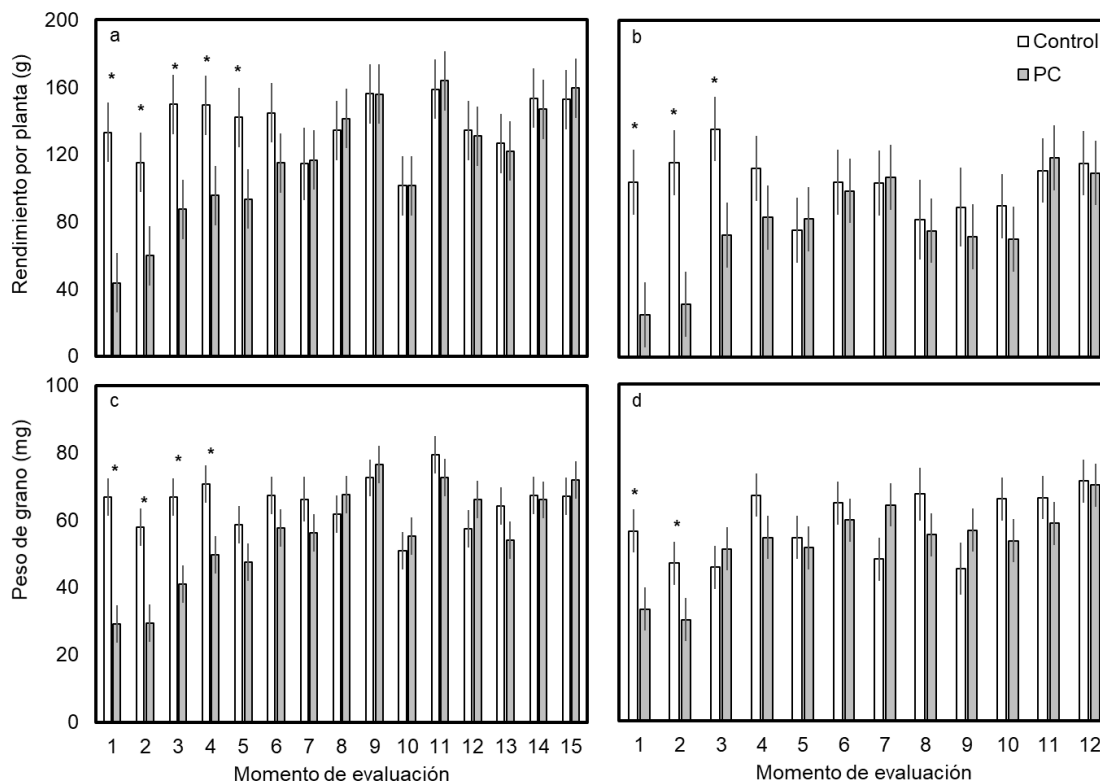 200
160
120
80
40
0
Rendimiento por planta (g)
a
* * * * *
b
* * *
Control
PC
100
80
60
40
20
0
Peso de grano (mg)
c
* * * *
d
* *
1 2 3 4 5 6 7 8 9 10 11 12 13 14 15
Momento de evaluación
1 2 3 4 5 6 7 8 9 10 11 12
Momento de evaluación